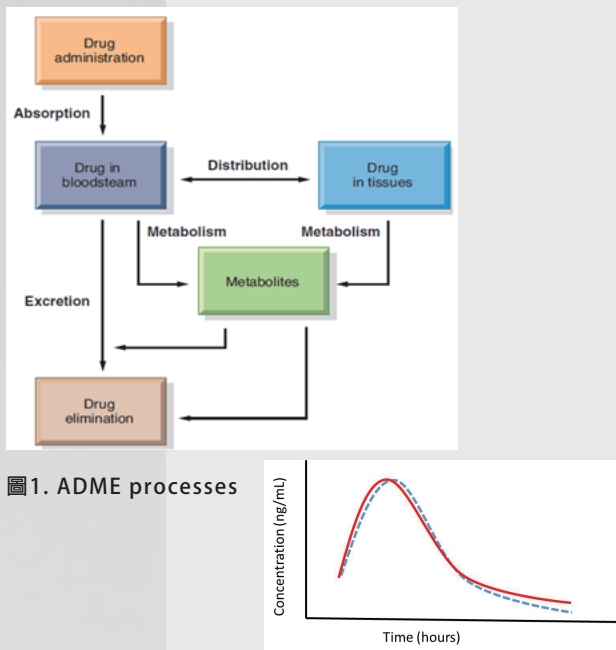 Drug
administration
Absorption
Drug in
bloodsteam
Distribution
Drug
in tissues
Metabolism
Metabolism
Metabolites
Excretion
Drug
elimination
圖1. ADME processes
Concentration (ng/mL)
Time (hours)